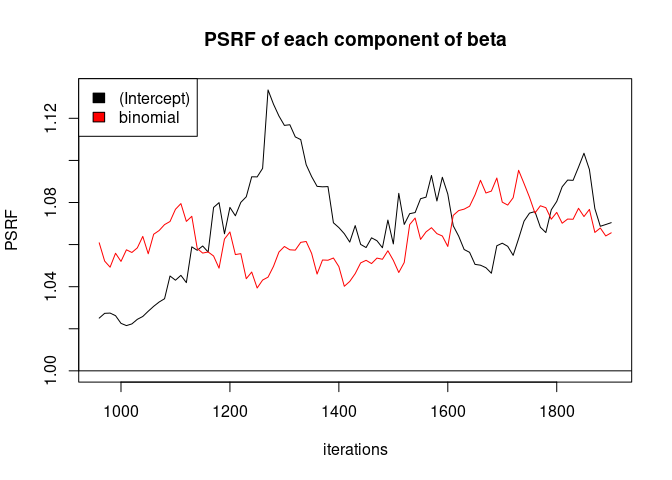 PSRF of each component of beta
(Intercept)
binomial
PSRF
1.12
1.08
1.04
1.00
1000 1200 1400 1600 1800
iterations